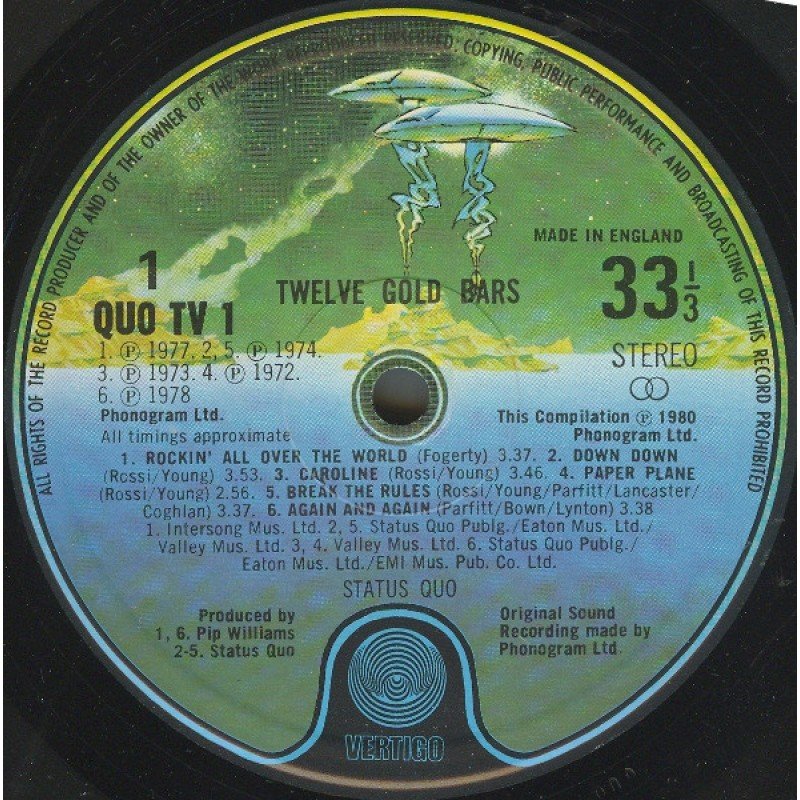 ALL RIGHTS OF THE RECORD PRODUCER AND OF THE OWNER OF THE WORK REPRODUCED RESERVED. COPYING, PUBLIC PERFORMANCE AND BROADCASTING OF THIS RECORD PROHIBITED
MADE IN ENGLAND
1
TWELVE GOLD BARS
33 1/3
QUO TV 1
STEREO
1. Ⓟ 1977. 2, 5. Ⓟ 1974.
3. Ⓟ 1973. 4. Ⓟ 1972.
6. Ⓟ 1978
Phonogram Ltd.
All timings approximate
This Compilation Ⓟ 1980
Phonogram Ltd.
1. ROCKIN' ALL OVER THE WORLD (Fogerty) 3.37. 2. DOWN DOWN
(Rossi/Young) 3.53. 3. CAROLINE (Rossi/Young) 3.46. 4. PAPER PLANE
(Rossi/Young) 2.56. 5. BREAK THE RULES (Rossi/Young/Parfitt/Lancaster/
Coghlan) 3.37. 6. AGAIN AND AGAIN (Parfitt/Bown/Lynton) 3.38
1. Intersong Mus. Ltd. 2, 5. Status Quo Publg./Eaton Mus. Ltd./
Valley Mus. Ltd. 3, 4. Valley Mus. Ltd. 6. Status Quo Publg./
Eaton Mus. Ltd./EMI Mus. Pub. Co. Ltd.
STATUS QUO
Produced by
1, 6. Pip Williams
2-5. Status Quo
Original Sound
Recording made by
Phonogram Ltd.
VERTIGO